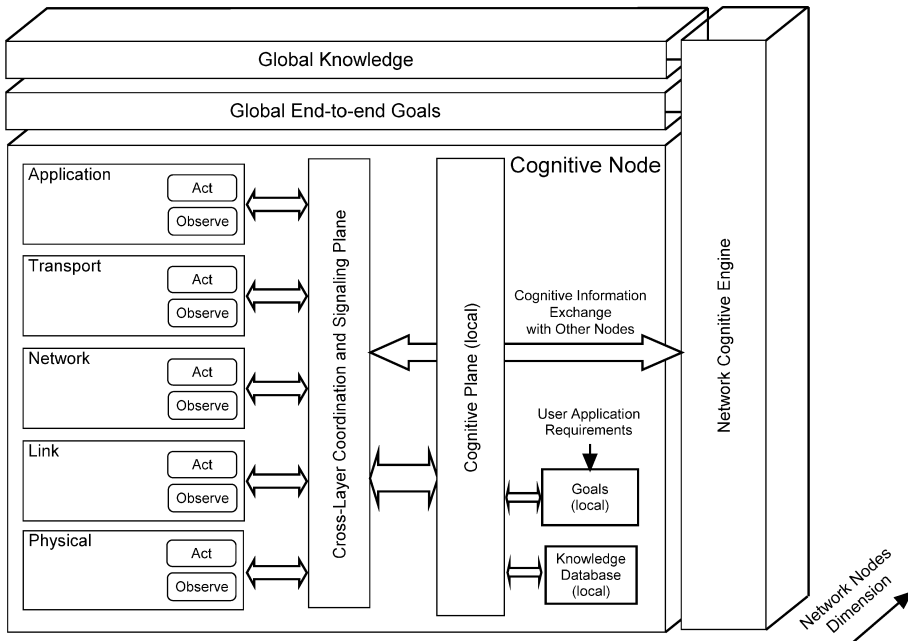 Global Knowledge
Global End-to-end Goals
Cognitive Node
Application
Act
Observe
Transport
Act
Observe
Network
Act
Observe
Link
Act
Observe
Physical
Act
Observe
Cross-Layer Coordination and Signaling Plane
Cognitive Plane (local)
Cognitive Information
Exchange
with Other Nodes
User Application
Requirements
Goals
(local)
Knowledge
Database
(local)
Network Cognitive Engine
Network Nodes
Dimension